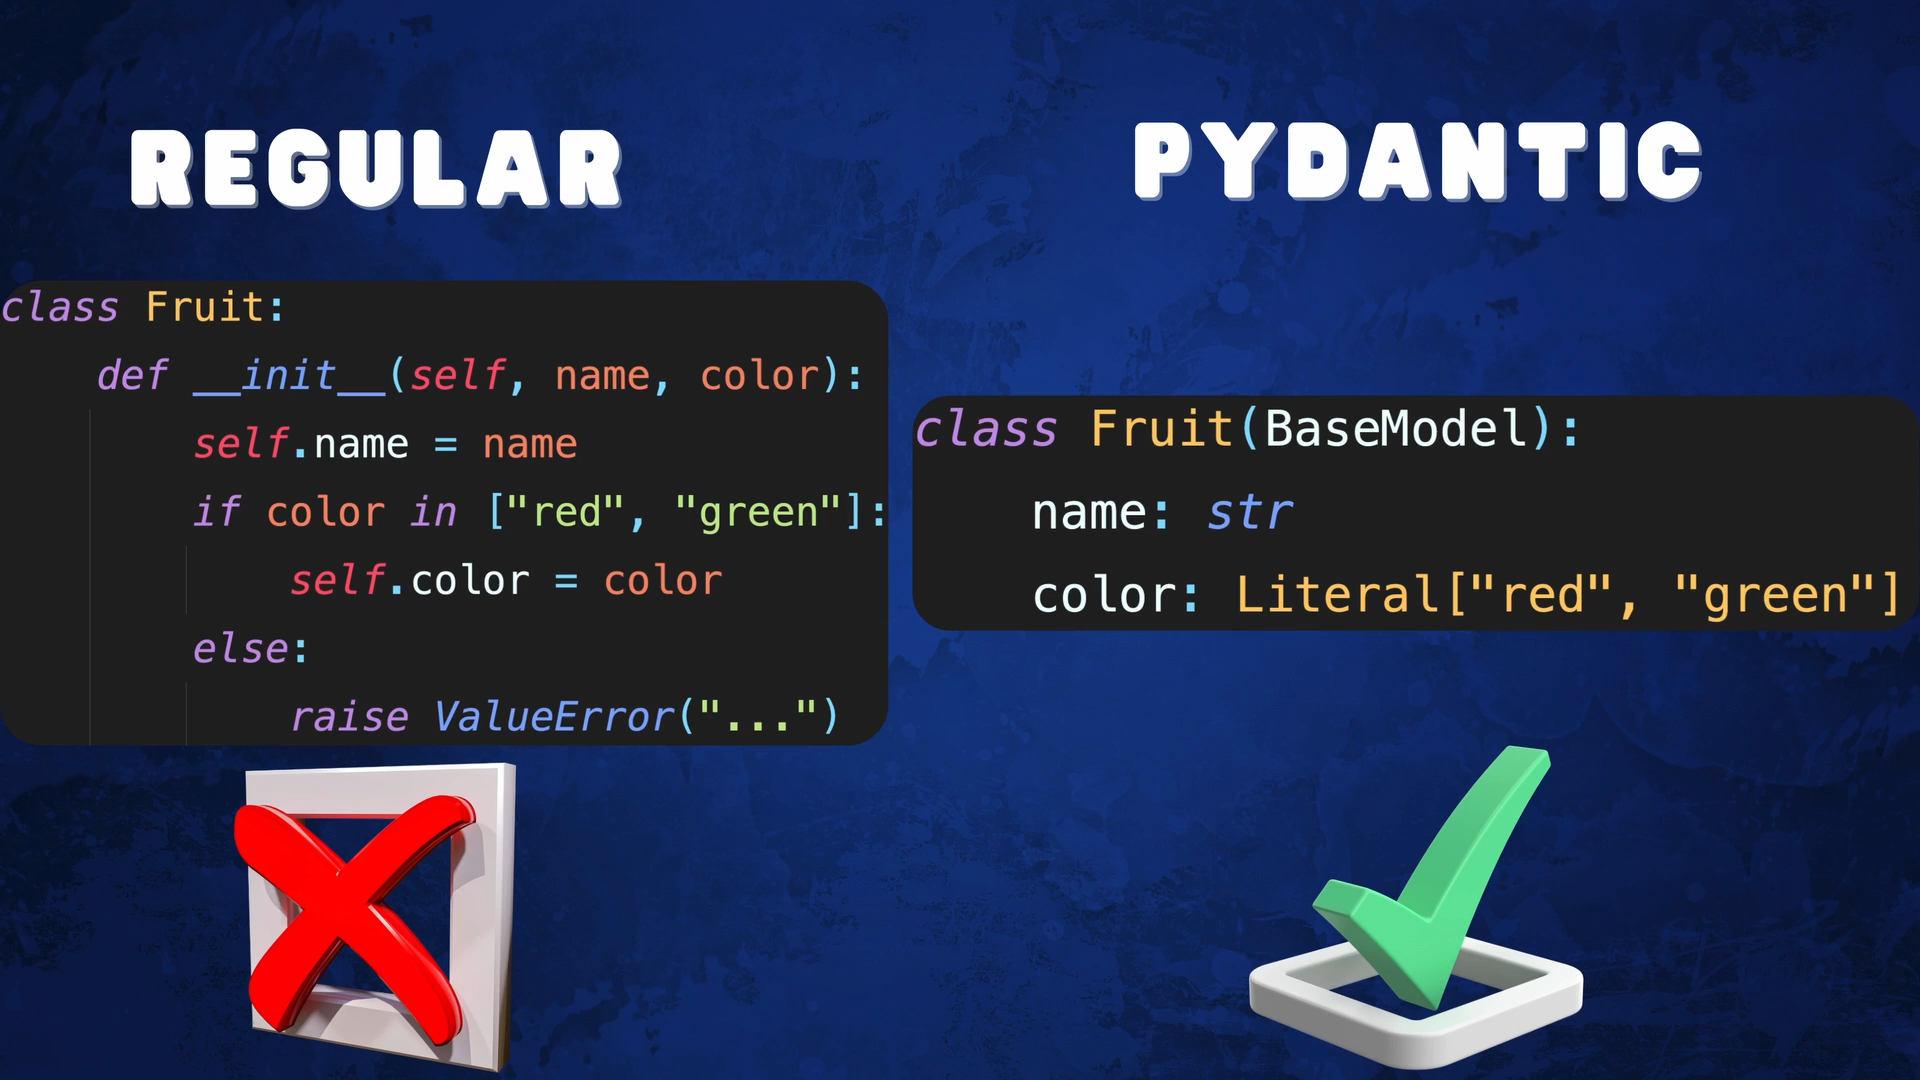 REGULAR
class Fruit:
    def __init__(self, name, color):
        self.name = name
        if color in ["red", "green"]:
            self.color = color
        else:
            raise ValueError("...")
PYDANTIC
class Fruit(BaseModel):
    name: str
    color: Literal["red", "green"]